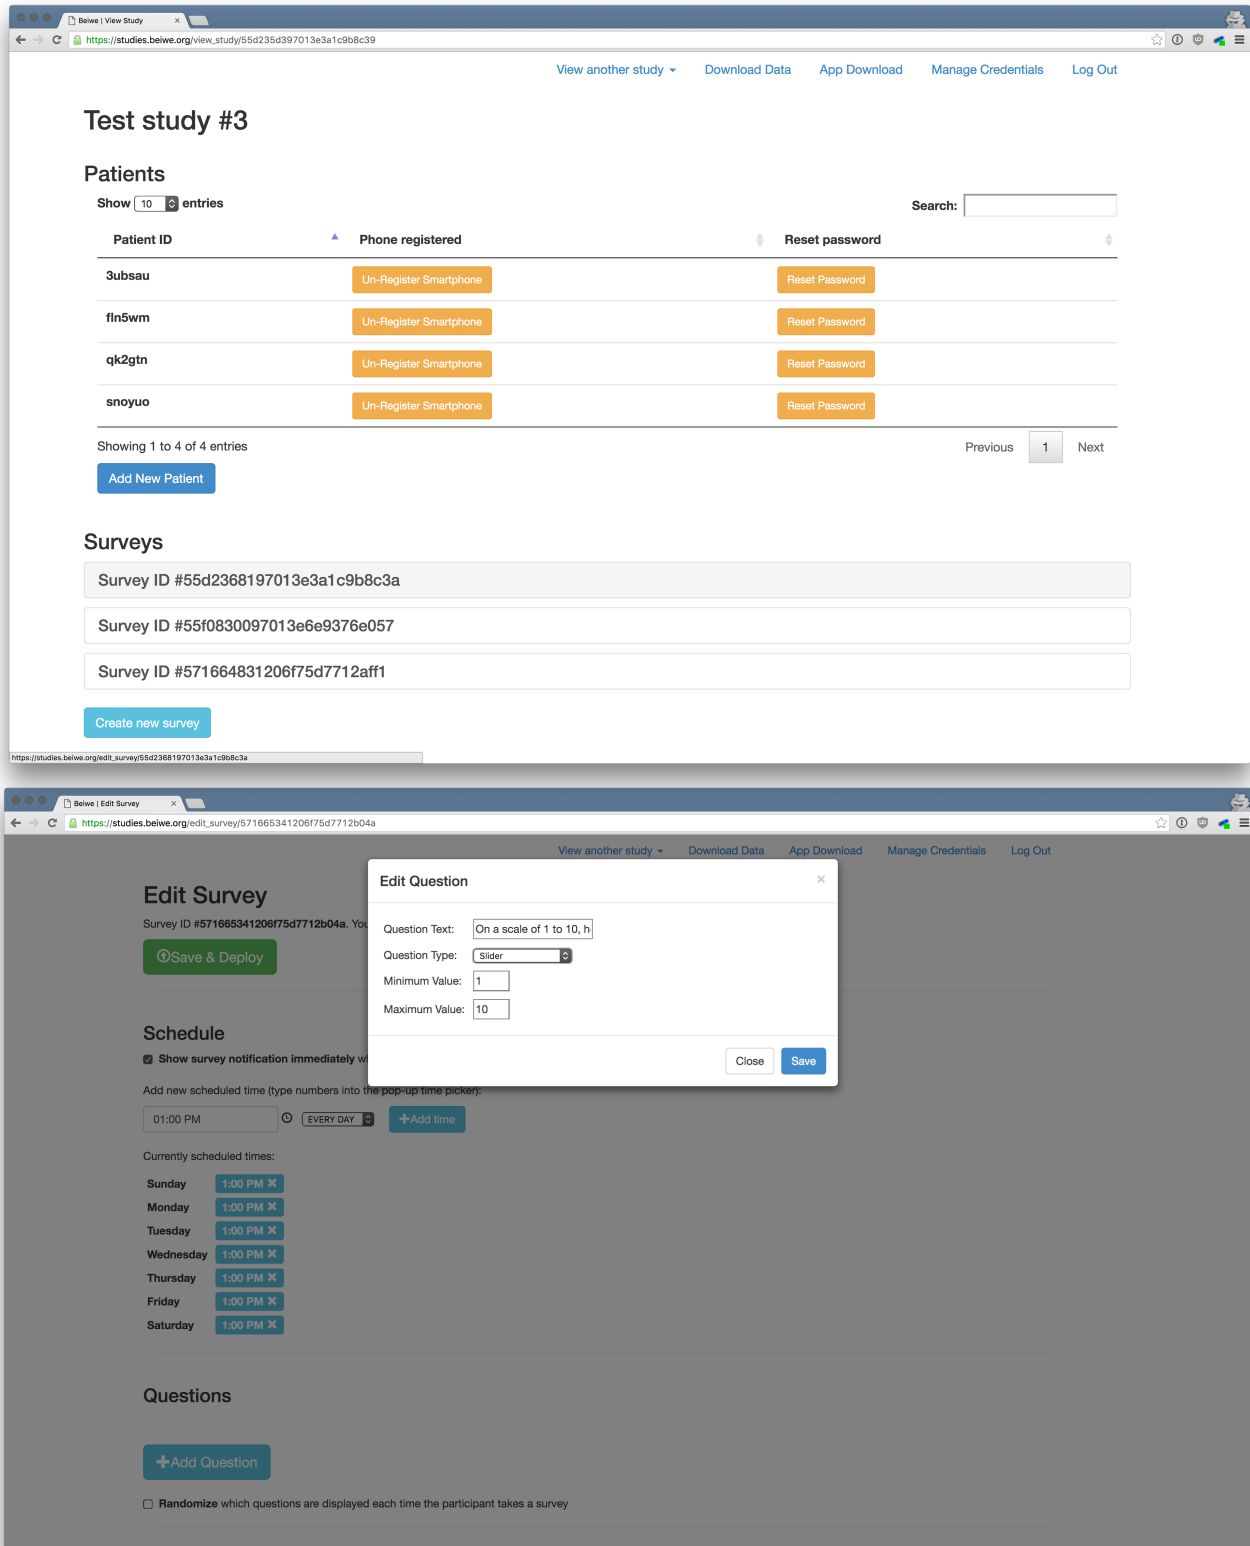 Beiwe | View Study ×
https://studies.beiwe.org/view_study/55d235d397013e3a1c9b8c39
View another study Download Data App Download Manage Credentials Log Out
Test study #3
Patients
Show 10 entries
Search:
Patient ID Phone registered Reset password
3ubsau Un-Register Smartphone Reset Password
fln5wm Un-Register Smartphone Reset Password
qk2gtn Un-Register Smartphone Reset Password
snoyuo Un-Register Smartphone Reset Password
Showing 1 to 4 of 4 entries
Previous 1 Next
Add New Patient
Surveys
Survey ID #55d2368197013e3a1c9b8c3a
Survey ID #55f0830097013e6e9376e057
Survey ID #571664831206f75d7712aff1
Create new survey
https://studies.beiwe.org/edit_survey/55d2368197013e3a1c9b8c3a
Beiwe | Edit Survey ×
https://studies.beiwe.org/edit_survey/571665341206f75d7712b04a
View another study Download Data App Download Manage Credentials Log Out
Edit Survey
Survey ID #571665341206f75d7712b04a. You
Save & Deploy
Edit Question ×
Question Text: On a scale of 1 to 10, h
Question Type: Slider
Minimum Value: 1
Maximum Value: 10
Close Save
Schedule
Show survey notification immediately w
Add new scheduled time (type numbers into the pop-up time picker):
01:00 PM EVERY DAY +Add time
Currently scheduled times:
Sunday 1:00 PM ×
Monday 1:00 PM ×
Tuesday 1:00 PM ×
Wednesday 1:00 PM ×
Thursday 1:00 PM ×
Friday 1:00 PM ×
Saturday 1:00 PM ×
Questions
+Add Question
Randomize which questions are displayed each time the participant takes a survey